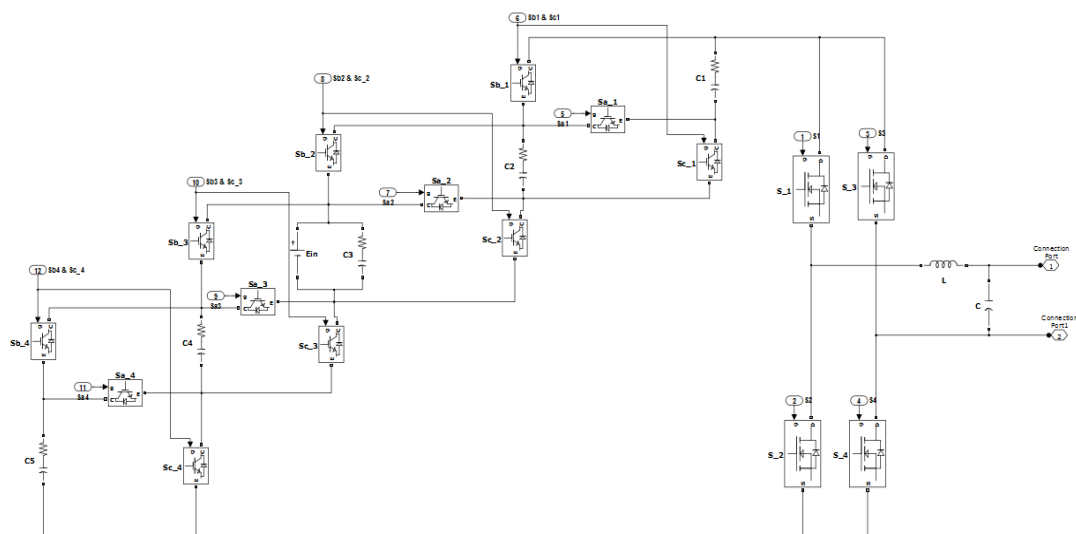 6 Sb1 & Sc1
Sb_1
C1
8 Sb2 & Sc_2
Sa_1
5
Sa1
Sb_2
C2
Sc_1
1 S1
3 S3
S_1
S_3
10 Sb3 & Sc_3
Sa_2
7
Sa2
Sb_3
Ein
C3
Sc_2
12 Sb4 & Sc_4
Sa_3
9
Sa3
Connection
Port
1
L
C
Connection
Port1
2
Sb_4
C4
Sc_3
Sa_4
11
Sa4
2 S2
4 S4
C5
Sc_4
S_2
S_4